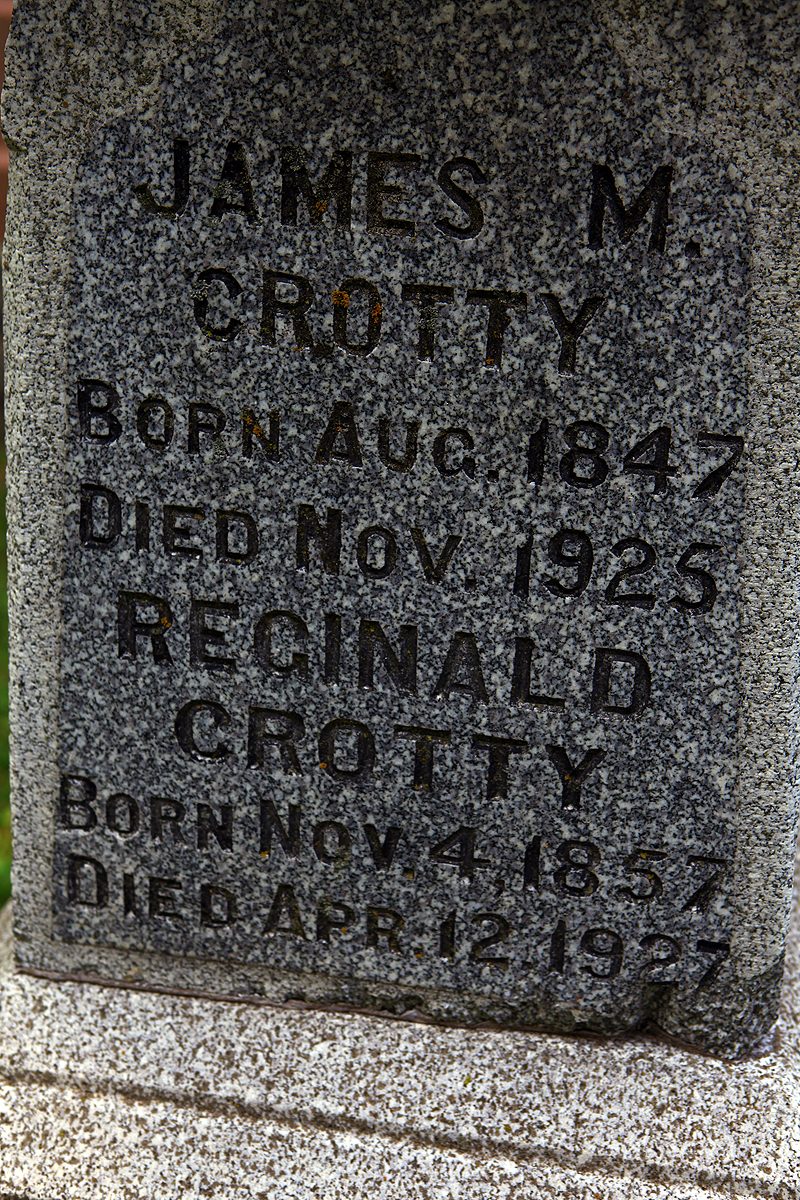 JAMES M.
CROTTY
BORN AUG. 1847
DIED NOV. 1925
REGINALD
CROTTY
BORN NOV. 4, 1857
DIED APR. 12, 1927